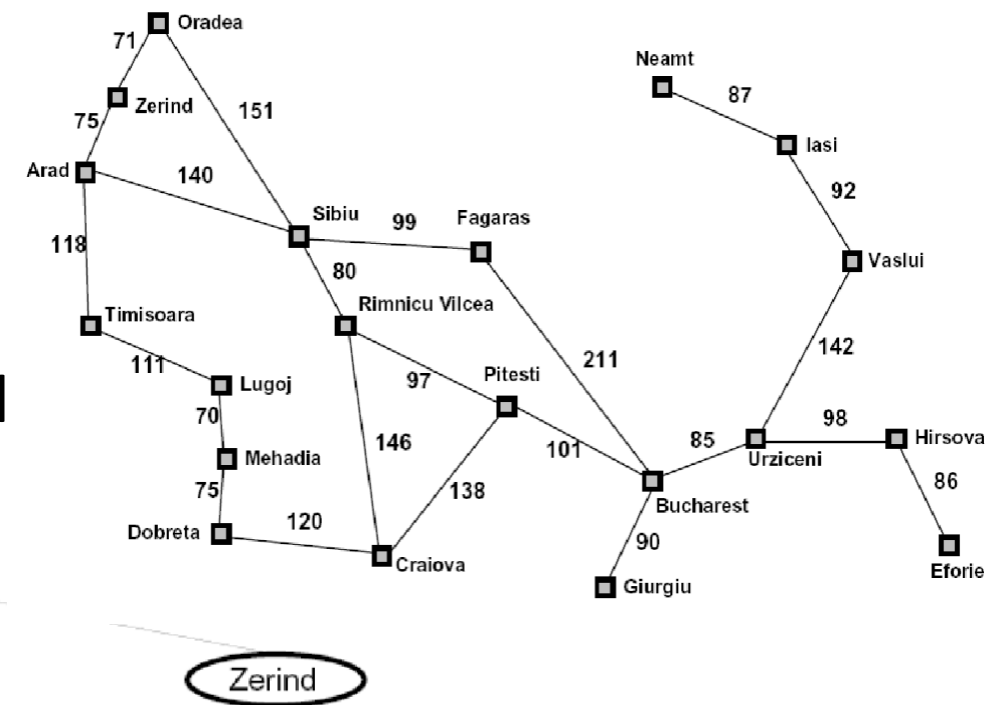 Oradea
71
Neamt
87
Zerind
151
75
Iasi
Arad
140
92
Sibiu
Fagaras
99
118
Vaslui
80
Rimnicu Vilcea
Timisoara
142
111
211
97
Pitesti
Lugoj
70
98
Hirsova
146
85
101
Urziceni
Mehadia
86
75
138
Bucharest
Dobreta
120
90
Craiova
Eforie
Giurgiu
Zerind